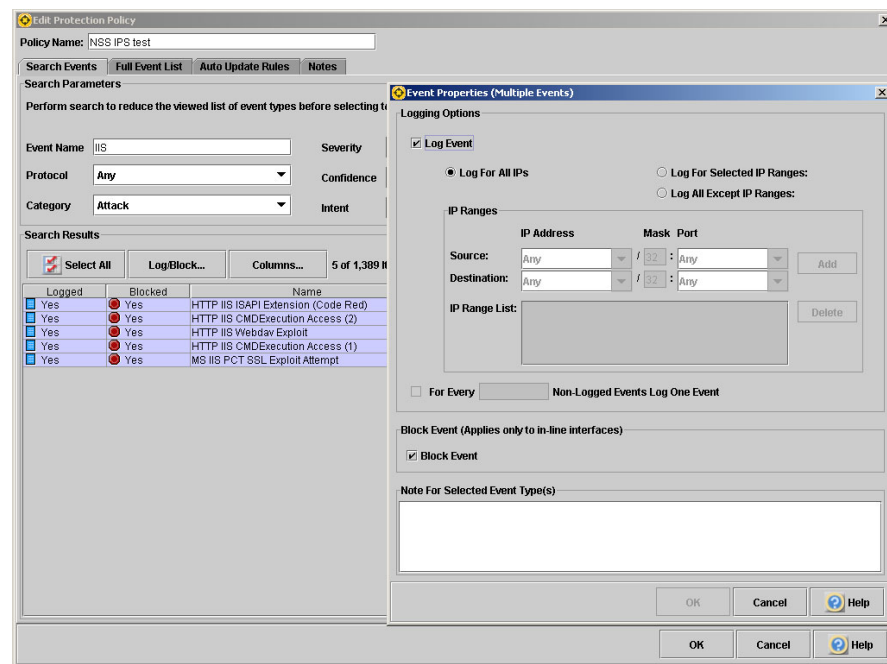 Edit Protection Policy
Policy Name: NSS IPS test
Search Events Full Event List Auto Update Rules Notes
Search Parameters
Perform search to reduce the viewed list of event types before selecting
Event Name IIS Severity
Protocol Any Confidence
Category Attack Intent
Search Results
Select All Log/Block... Columns... 5 of 1,389
Logged Blocked Name
Yes Yes HTTP IIS ISAPI Extension (Code Red)
Yes Yes HTTP IIS CMDExecution Access (2)
Yes Yes HTTP IIS Webdav Exploit
Yes Yes HTTP IIS CMDExecution Access (1)
Yes Yes MS IIS PCT SSL Exploit Attempt
Event Properties (Multiple Events)
Logging Options
Log Event
Log For All IPs Log For Selected IP Ranges:
Log All Except IP Ranges:
IP Ranges
IP Address Mask Port
Source: Any / 32 : Any Add
Destination: Any / 32 : Any
IP Range List: Delete
For Every Non-Logged Events Log One Event
Block Event (Applies only to in-line interfaces)
Block Event
Note For Selected Event Type(s)
OK Cancel Help
OK Cancel Help